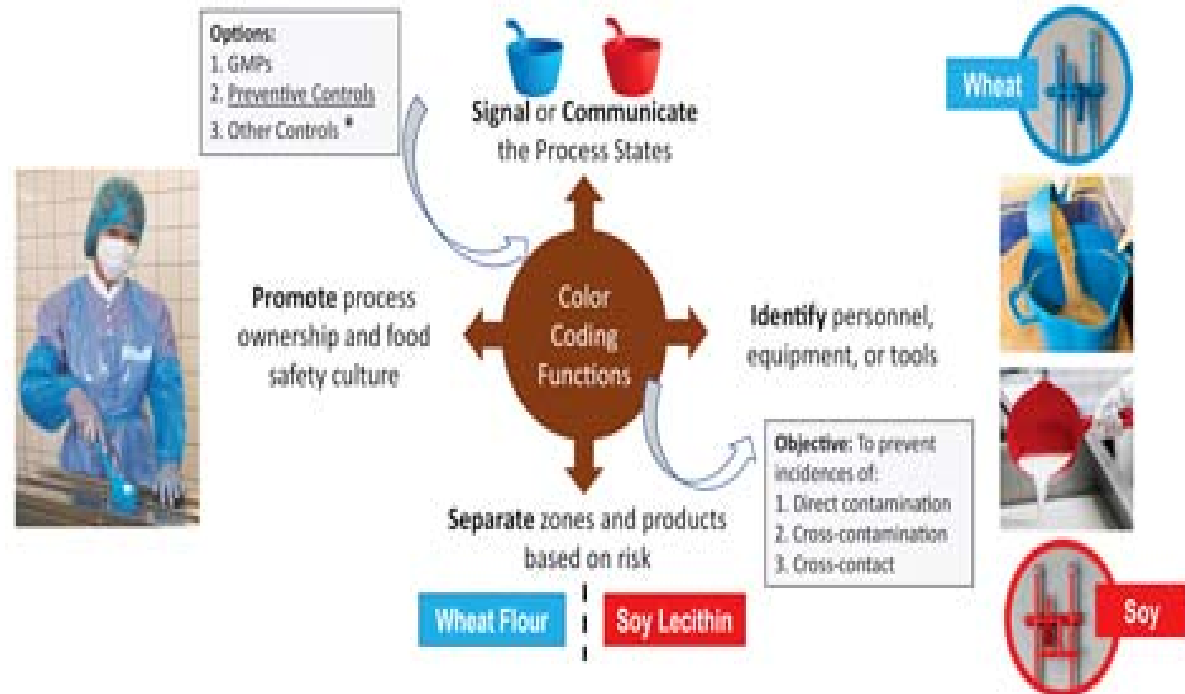 Options:
1. GMPs
2. Preventive Controls
3. Other Controls *
Signal or Communicate
the Process States
Wheat
Promote process
ownership and food
safety culture
Color
Coding
Functions
Identify personnel,
equipment, or tools
Objective: To prevent
incidences of:
1. Direct contamination
2. Cross-contamination
3. Cross-contact
Separate zones and products
based on risk
Wheat Flour
Soy Lecithin
Soy